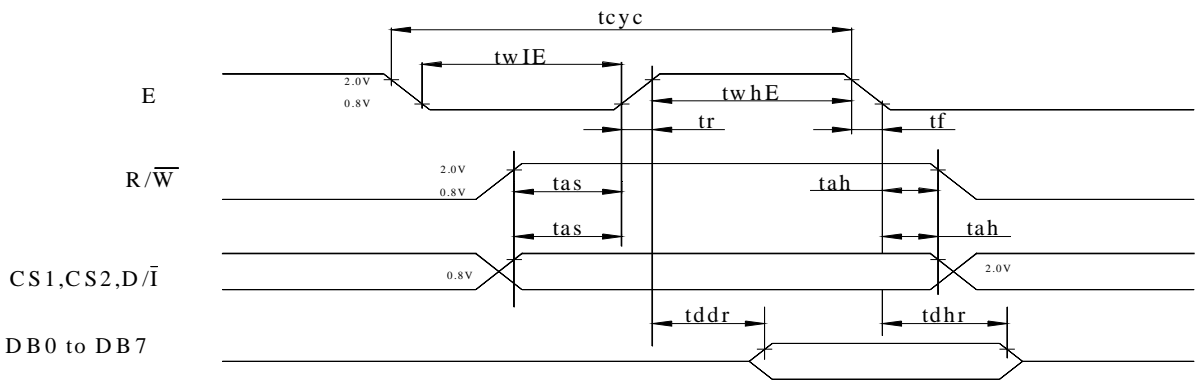 tcyc
twIE
2.0V
E
0.8V
twhE
tr
tf
R/W̅
2.0V
0.8V
tas
tah
tas
tah
CS1,CS2,D/I̅
0.8V
2.0V
tddr
tdhr
DB0 to DB7